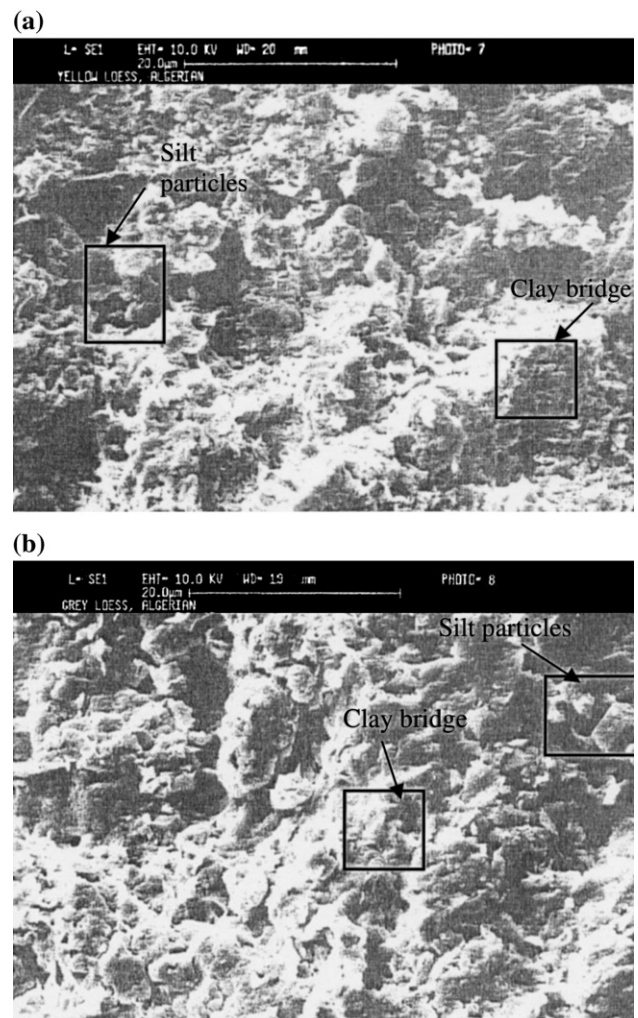 (a)
L= SE1 EHT= 10.0 KV WD= 20 mm PHOTO= 7
20.0µm
YELLOW LOESS, ALGERIAN
Silt
particles
Clay bridge
(b)
L= SE1 EHT= 10.0 KV WD= 19 mm PHOTO= 8
20.0µm
GREY LOESS, ALGERIAN
Silt particles
Clay bridge